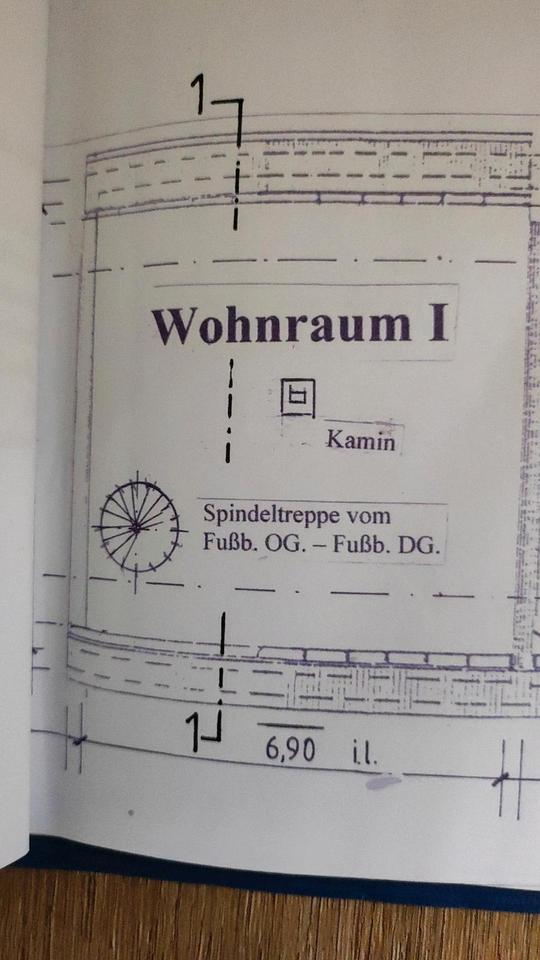 1
Wohnraum I
Kamin
Spindeltreppe vom
Fußb. OG. – Fußb. DG.
1
6,90 i.l.